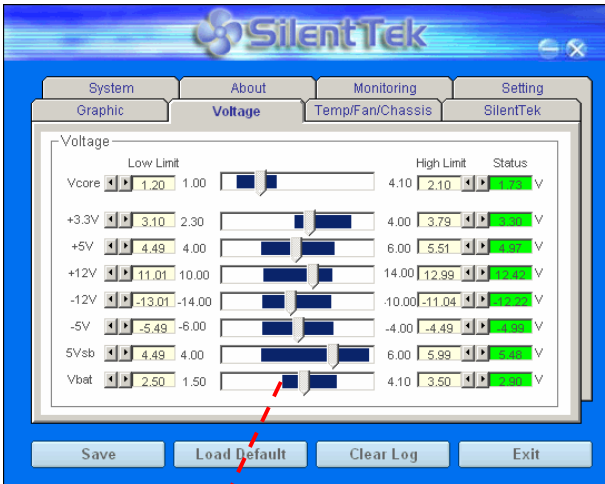 SilentTek
System About Monitoring Setting
Graphic Voltage Temp/Fan/Chassis SilentTek
Voltage
Low Limit High Limit Status
Vcore 1.20 1.00 4.10 2.10 1.73 V
+3.3V 3.10 2.30 4.00 3.79 3.30 V
+5V 4.49 4.00 6.00 5.51 4.97 V
+12V 11.01 10.00 14.00 12.99 12.42 V
-12V -13.01 -14.00 -10.00 -11.04 -12.22 V
-5V -5.49 -6.00 -4.00 -4.49 -4.99 V
5Vsb 4.49 4.00 6.00 5.99 5.48 V
Vbat 2.50 1.50 4.10 3.50 2.90 V
Save Load Default Clear Log Exit